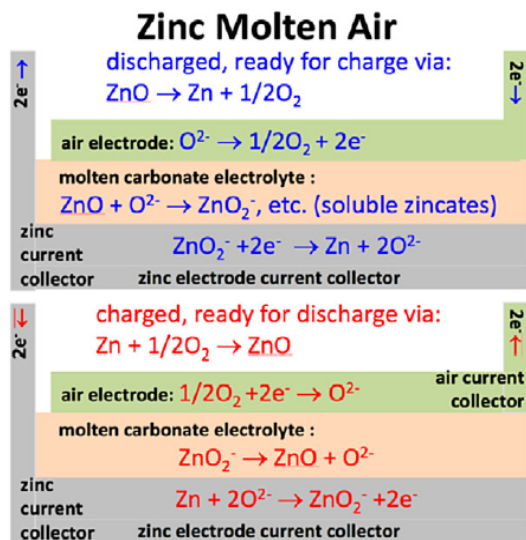 Zinc Molten Air
discharged, ready for charge via:
ZnO → Zn + 1/2O₂
2e⁻ →
2e⁻ →
air electrode: O²⁻ → 1/2O₂ + 2e⁻
molten carbonate electrolyte :
ZnO + O²⁻ → ZnO₂⁻, etc. (soluble zincates)
zinc
current
collector
ZnO₂⁻ +2e⁻ → Zn + 2O²⁻
zinc electrode current collector
charged, ready for discharge via:
Zn + 1/2O₂ → ZnO
2e⁻ ←
2e⁻ ←
air electrode: 1/2O₂ +2e⁻ → O²⁻
air current
collector
molten carbonate electrolyte :
ZnO₂⁻ → ZnO + O²⁻
zinc
current
collector
Zn + 2O²⁻ → ZnO₂⁻ +2e⁻
zinc electrode current collector